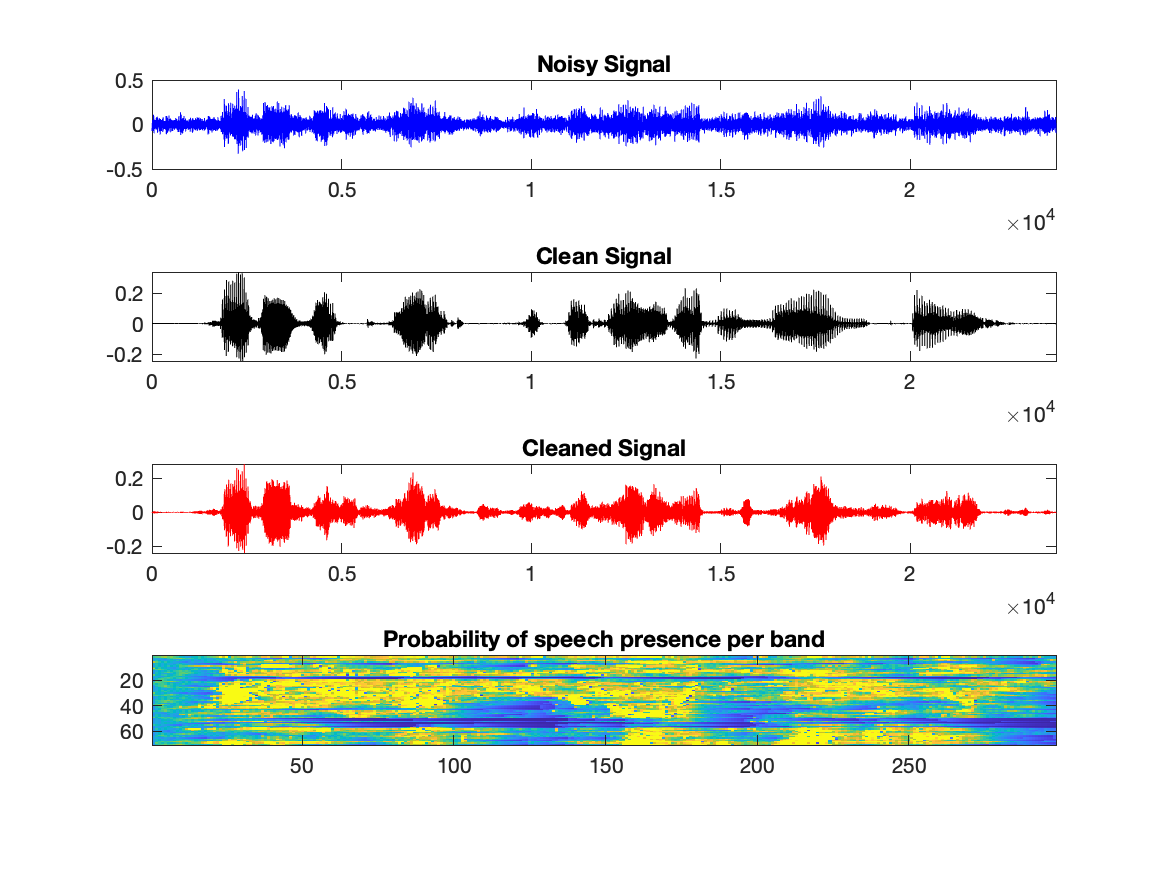 Noisy Signal
0.5
0
-0.5
0 0.5 1 1.5 2
×10^4
Clean Signal
0.2
0
-0.2
0 0.5 1 1.5 2
×10^4
Cleaned Signal
0.2
0
-0.2
0 0.5 1 1.5 2
×10^4
Probability of speech presence per band
20
40
60
50 100 150 200 250